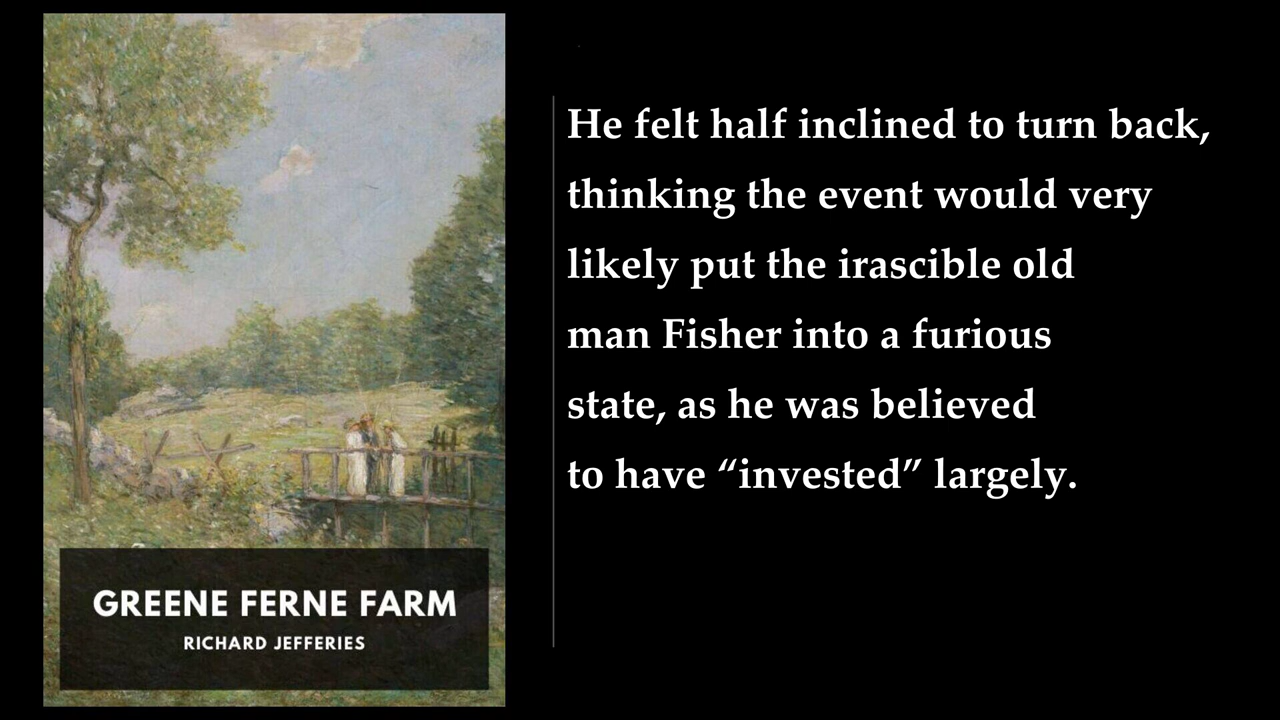 GREENE FERNE FARM
RICHARD JEFFERIES
He felt half inclined to turn back,
thinking the event would very
likely put the irascible old
man Fisher into a furious
state, as he was believed
to have “invested” largely.